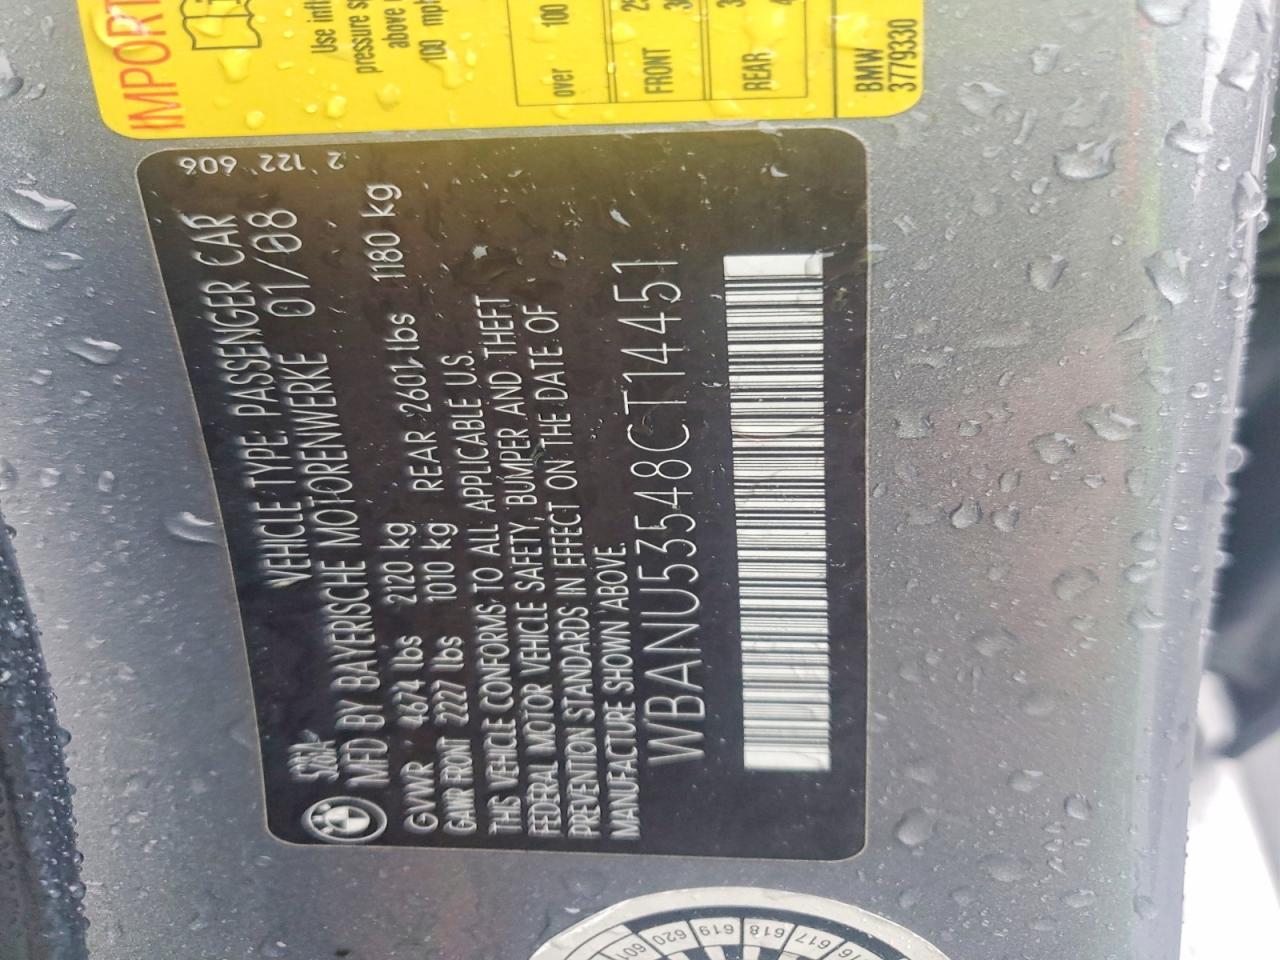 IMPORT
Use
pressure
above
100 mph
over 100
FRONT
REAR
BMW
3779330
2 122 606
528i
VEHICLE TYPE: PASSENGER CAR
MFD BY BAYERISCHE MOTORENWERKE 01/08
GVWR 4674 lbs 2120 kg
GAWR FRONT 2227 lbs 1010 kg REAR 2601 lbs 1180 kg
THIS VEHICLE CONFORMS TO ALL APPLICABLE U.S.
FEDERAL MOTOR VEHICLE SAFETY, BUMPER AND THEFT
PREVENTION STANDARDS IN EFFECT ON THE DATE OF
MANUFACTURE SHOWN ABOVE.
WBANU53548CT14451
601 620 619 618 617